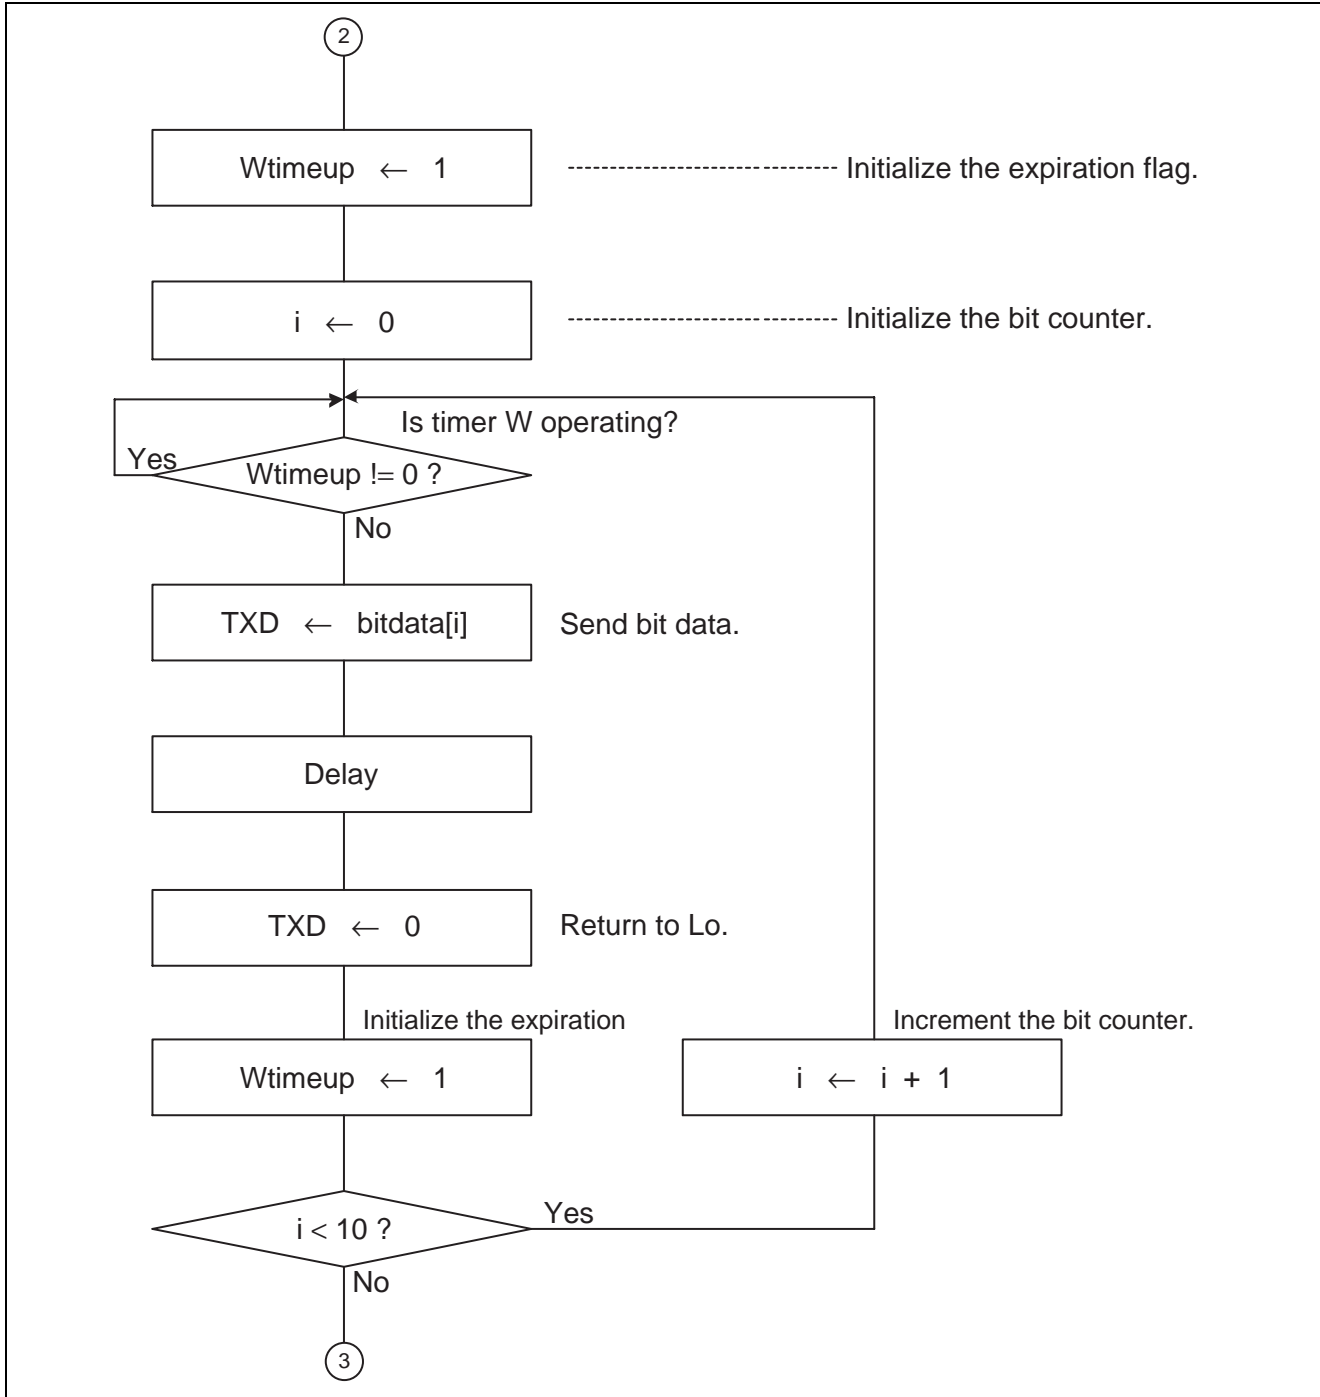 2
Wtimeup ← 1
Initialize the expiration flag.
i ← 0
Initialize the bit counter.
Is timer W operating?
Yes
Wtimeup != 0 ?
No
TXD ← bitdata[i]
Send bit data.
Delay
TXD ← 0
Return to Lo.
Initialize the expiration
Increment the bit counter.
Wtimeup ← 1
i ← i + 1
i < 10 ?
Yes
No
3